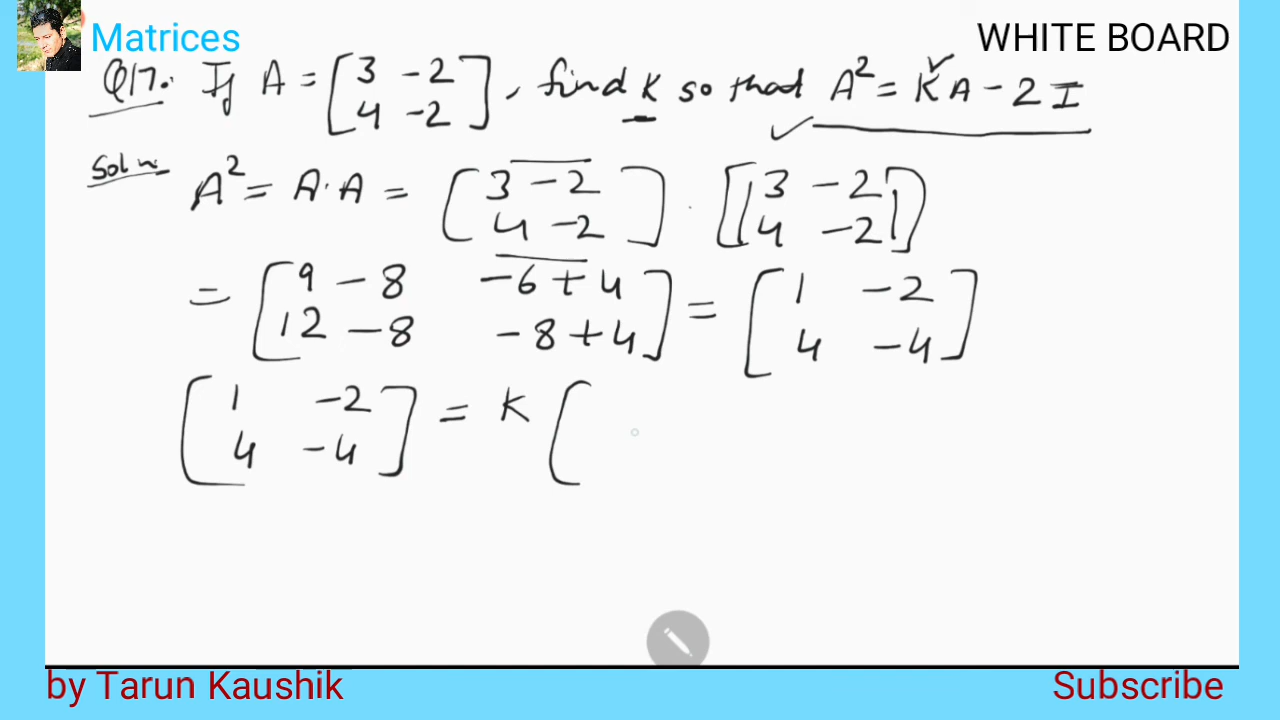 Matrices
WHITE BOARD
Q17. If A = [3 -2 4 -2], find K so that A² = KA - 2I
Soln
A² = A·A = [3 -2 4 -2] · [3 -2 4 -2]
= [9 - 8 -6 + 4 12 - 8 -8 + 4] = [1 -2 4 -4]
[1 -2 4 -4] = K [
by Tarun Kaushik
Subscribe